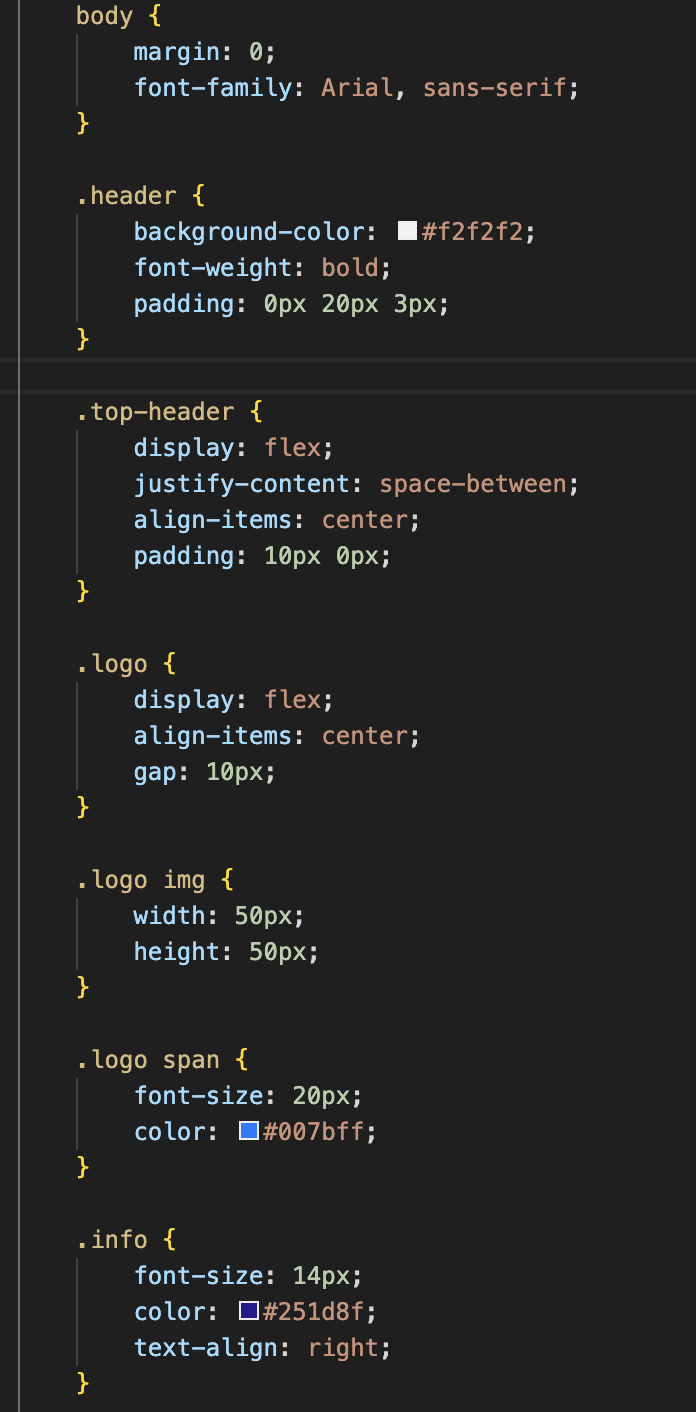 body {
    margin: 0;
    font-family: Arial, sans-serif;
}

.header {
    background-color: #f2f2f2;
    font-weight: bold;
    padding: 0px 20px 3px;
}

.top-header {
    display: flex;
    justify-content: space-between;
    align-items: center;
    padding: 10px 0px;
}

.logo {
    display: flex;
    align-items: center;
    gap: 10px;
}

.logo img {
    width: 50px;
    height: 50px;
}

.logo span {
    font-size: 20px;
    color: #007bff;
}

.info {
    font-size: 14px;
    color: #251d8f;
    text-align: right;
}